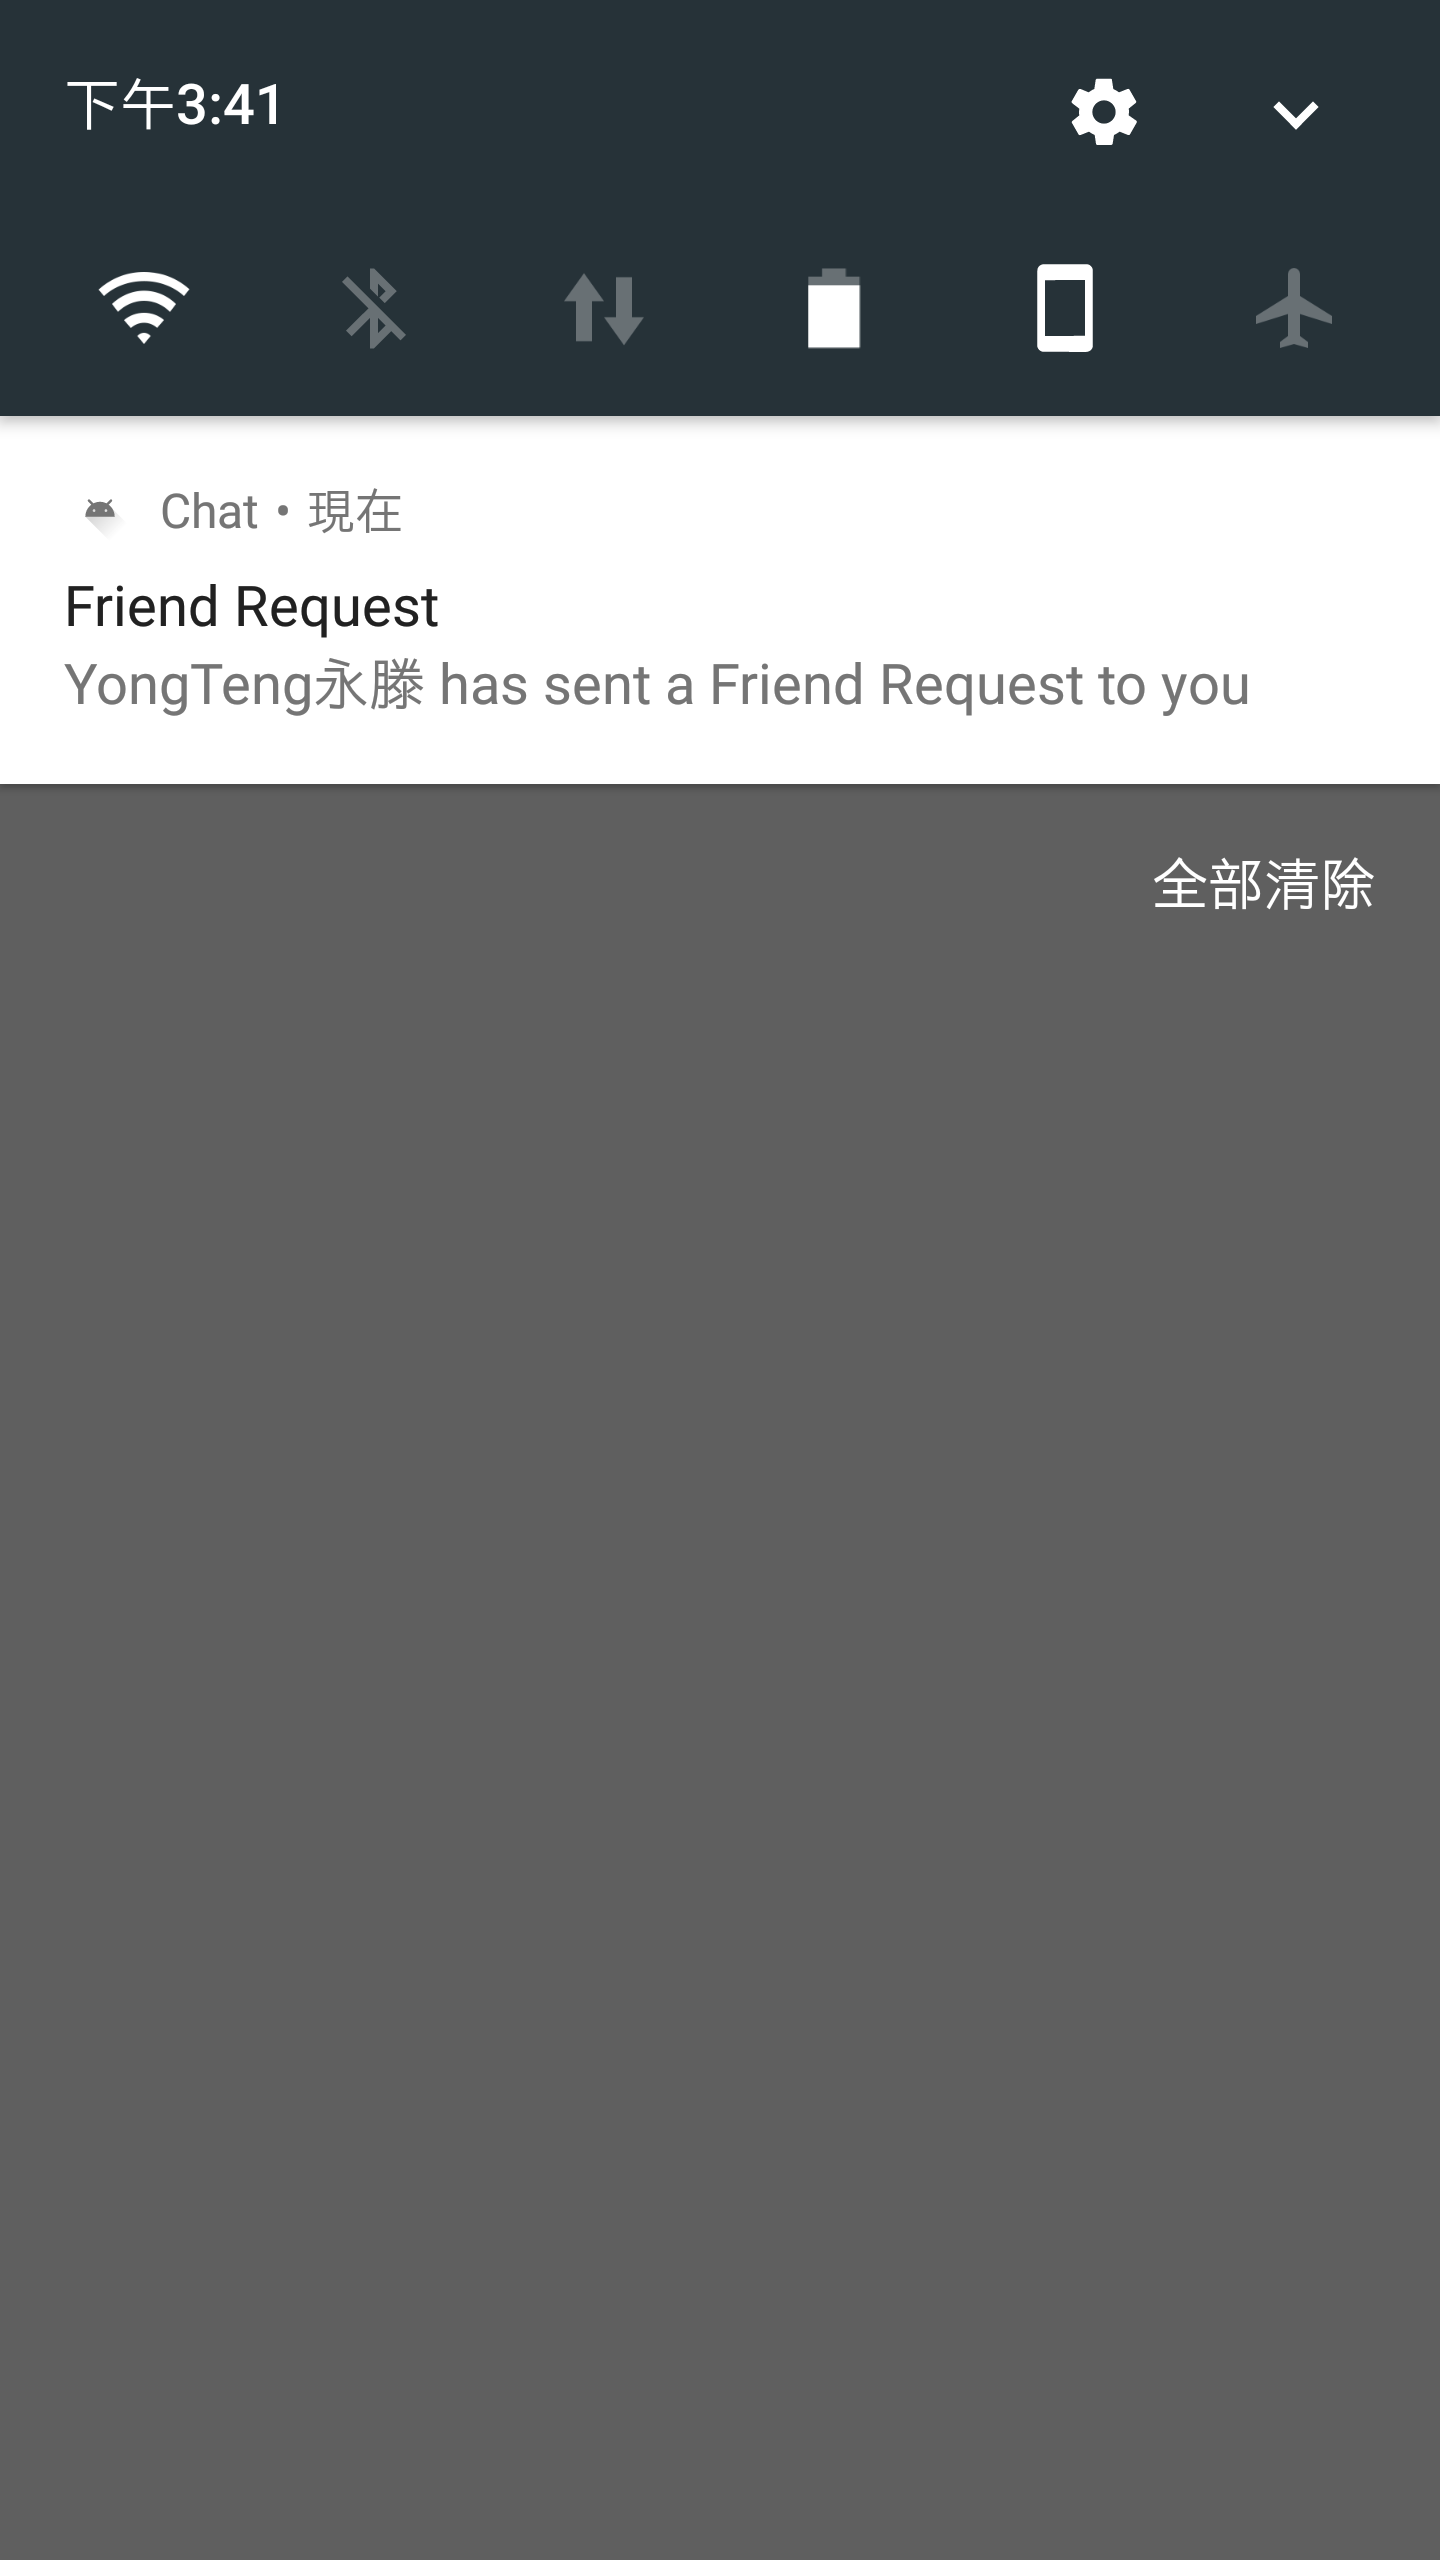 下午3:41
Chat • 現在
Friend Request
YongTeng永滕 has sent a Friend Request to you
全部清除